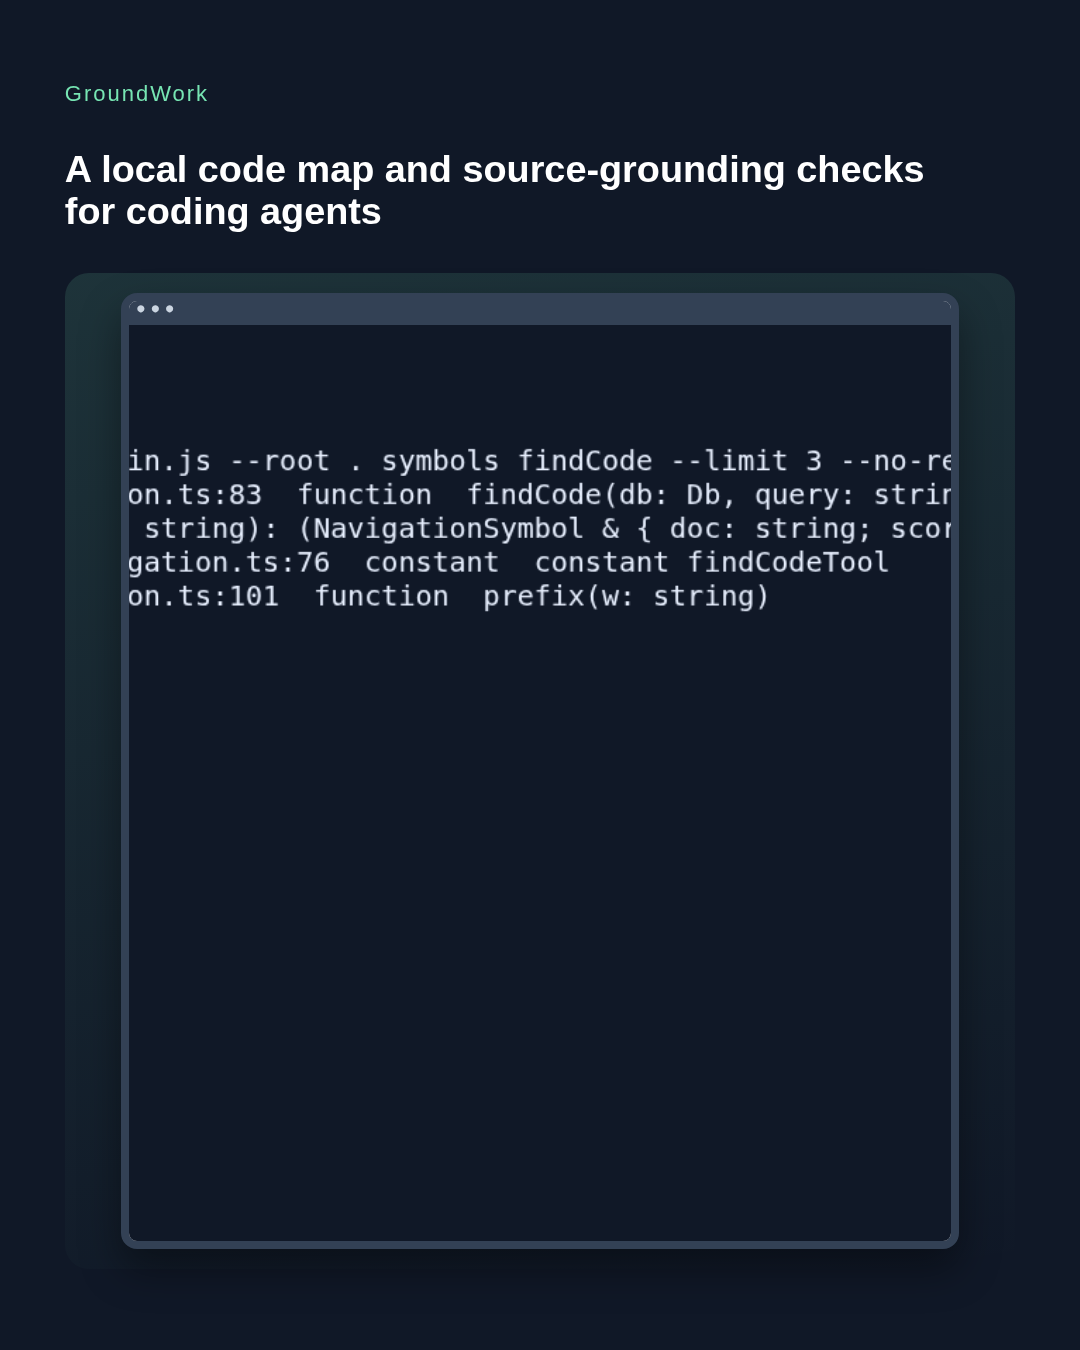 GroundWork
A local code map and source-grounding checks
for coding agents
in.js --root . symbols findCode --limit 3 --no-re
on.ts:83  function  findCode(db: Db, query: strin
string): (NavigationSymbol & { doc: string; scor
gation.ts:76  constant  constant findCodeTool
on.ts:101  function  prefix(w: string)